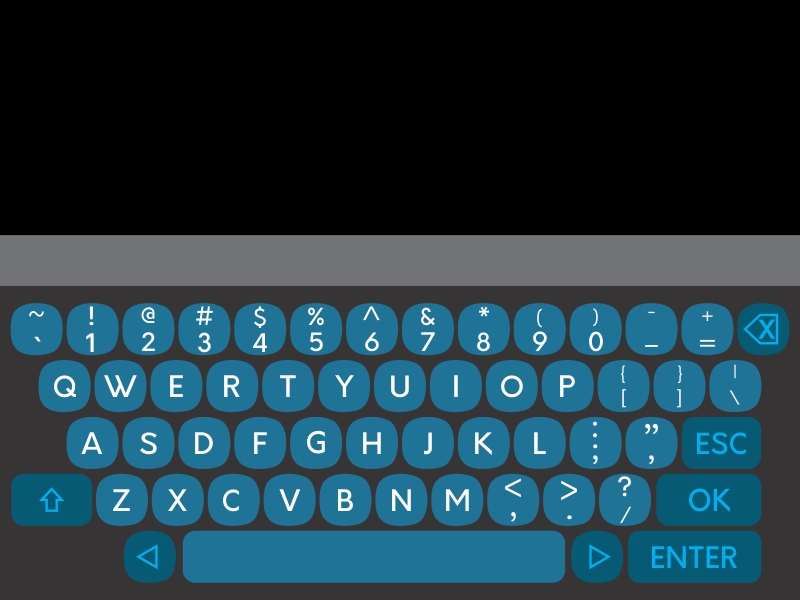 ~ ! @ # $ % ^ & * ( ) - +
` 1 2 3 4 5 6 7 8 9 0 _ = X
Q W E R T Y U I O P { } |
[ ] \
A S D F G H J K L : ; ” , ESC
Z X C V B N M < > ? OK
, . /
ENTER